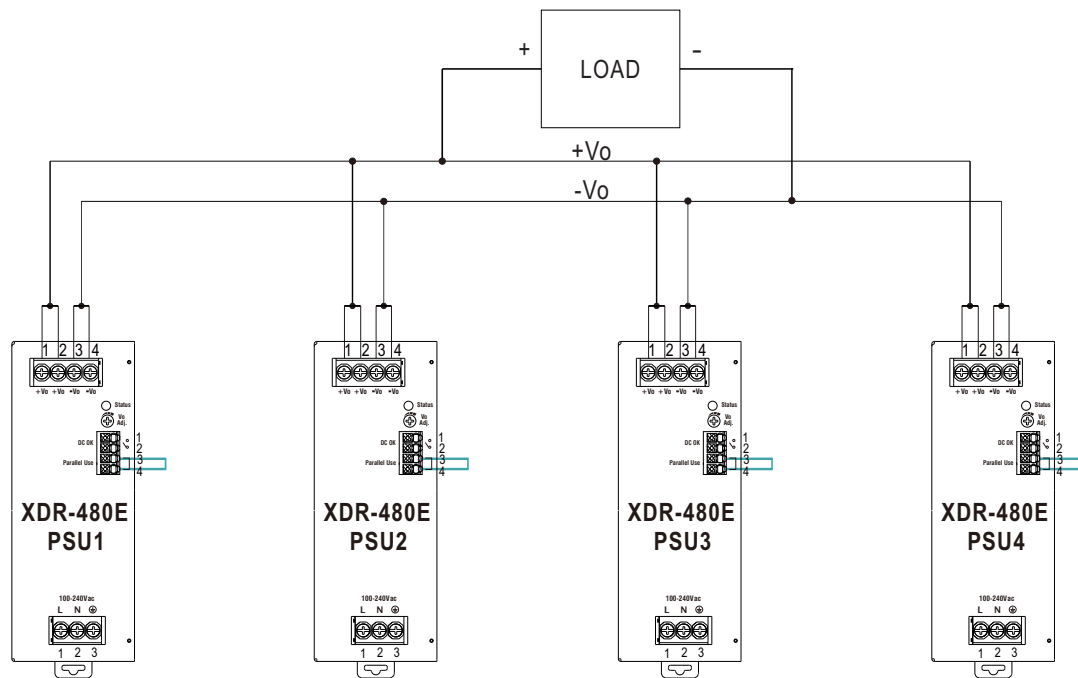 + LOAD -
+Vo
-Vo
1 2 3 4
+Vo +Vo -Vo -Vo
Status
Vo
Adj.
DC OK
1
2
Parallel Use
3
4
XDR-480E
PSU1
100-240Vac
L N
1 2 3
1 2 3 4
+Vo +Vo -Vo -Vo
Status
Vo
Adj.
DC OK
1
2
Parallel Use
3
4
XDR-480E
PSU2
100-240Vac
L N
1 2 3
1 2 3 4
+Vo +Vo -Vo -Vo
Status
Vo
Adj.
DC OK
1
2
Parallel Use
3
4
XDR-480E
PSU3
100-240Vac
L N
1 2 3
1 2 3 4
+Vo +Vo -Vo -Vo
Status
Vo
Adj.
DC OK
1
2
Parallel Use
3
4
XDR-480E
PSU4
100-240Vac
L N
1 2 3